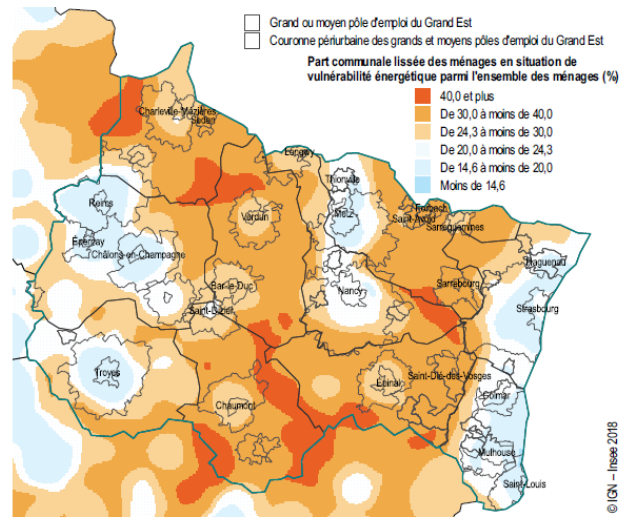 Grand ou moyen pôle d'emploi du Grand Est
Couronne périurbaine des grands et moyens pôles d'emploi du Grand Est
Part communale lissée des ménages en situation de
vulnérabilité énergétique parmi l'ensemble des ménages (%)
40,0 et plus
De 30,0 à moins de 40,0
De 24,3 à moins de 30,0
De 20,0 à moins de 24,3
De 14,6 à moins de 20,0
Moins de 14,6
Charleville-Mézières
Sedan
Longwy
Thionville
Reims
Verdun
Metz
Forbach
Saint-Avold
Sarreguemines
Épernay
Châlons-en-Champagne
Haguenau
Bar-le-Duc
Nancy
Sarrebourg
Saint-Dizier
Strasbourg
Troyes
Épinal
Saint-Dié-des-Vosges
Chaumont
Colmar
Mulhouse
Saint-Louis
© IGN – Insee 2018